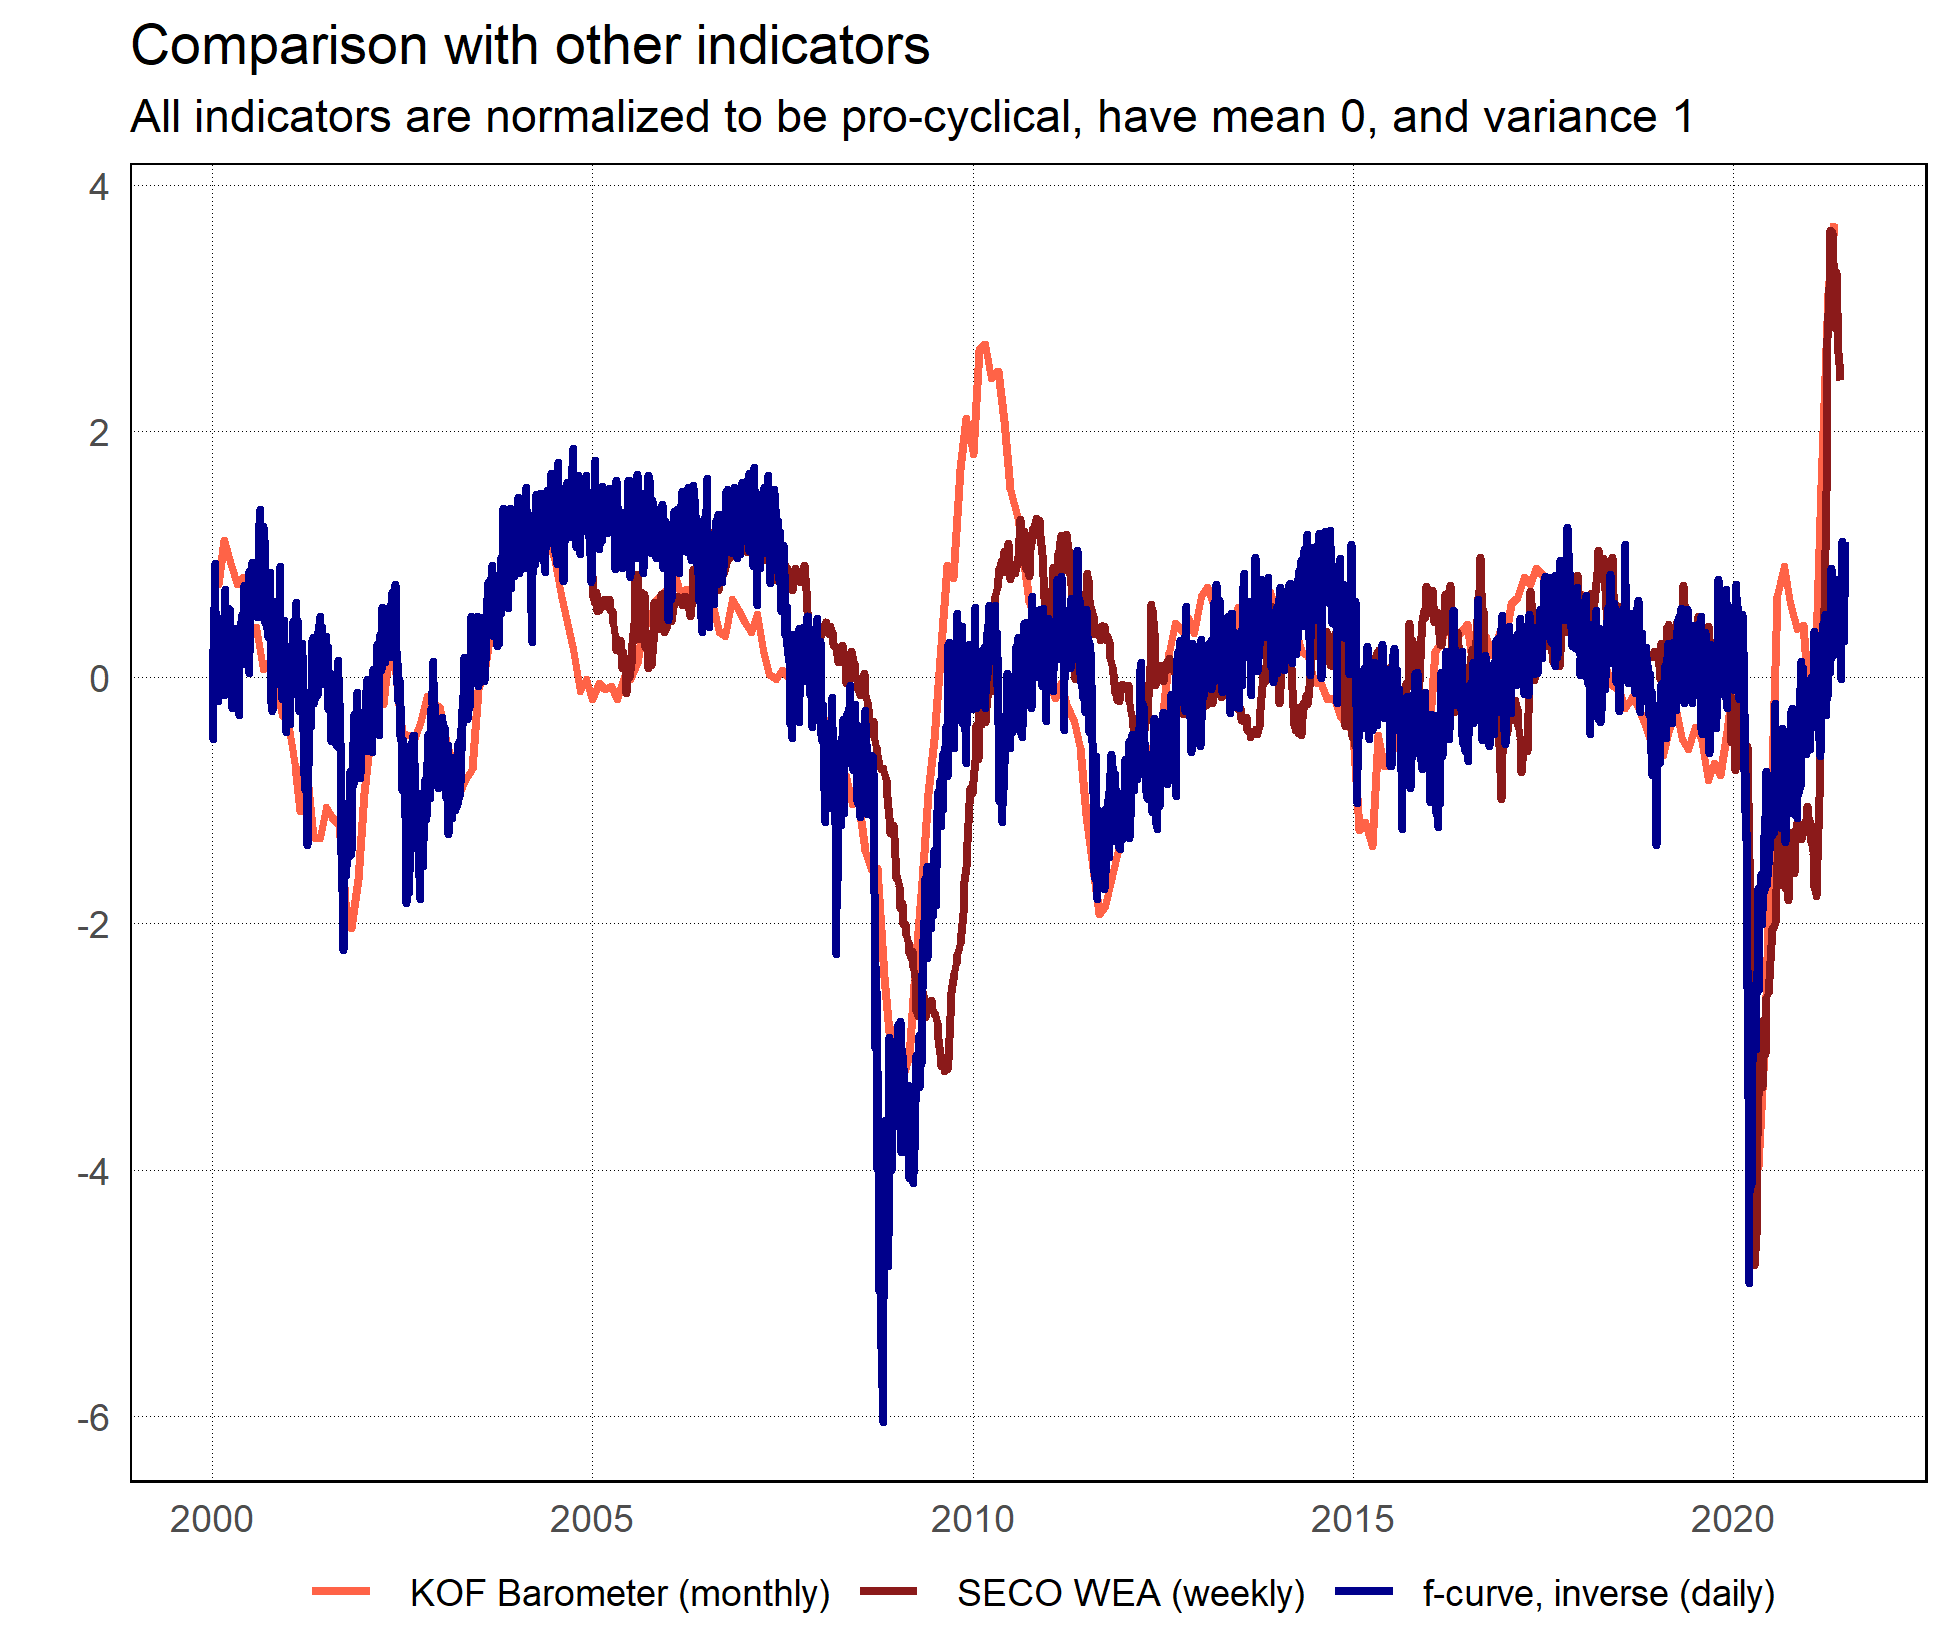 Comparison with other indicators
All indicators are normalized to be pro-cyclical, have mean 0, and variance 1
4
2
0
-2
-4
-6
2000 2005 2010 2015 2020
KOF Barometer (monthly) SECO WEA (weekly) f-curve, inverse (daily)